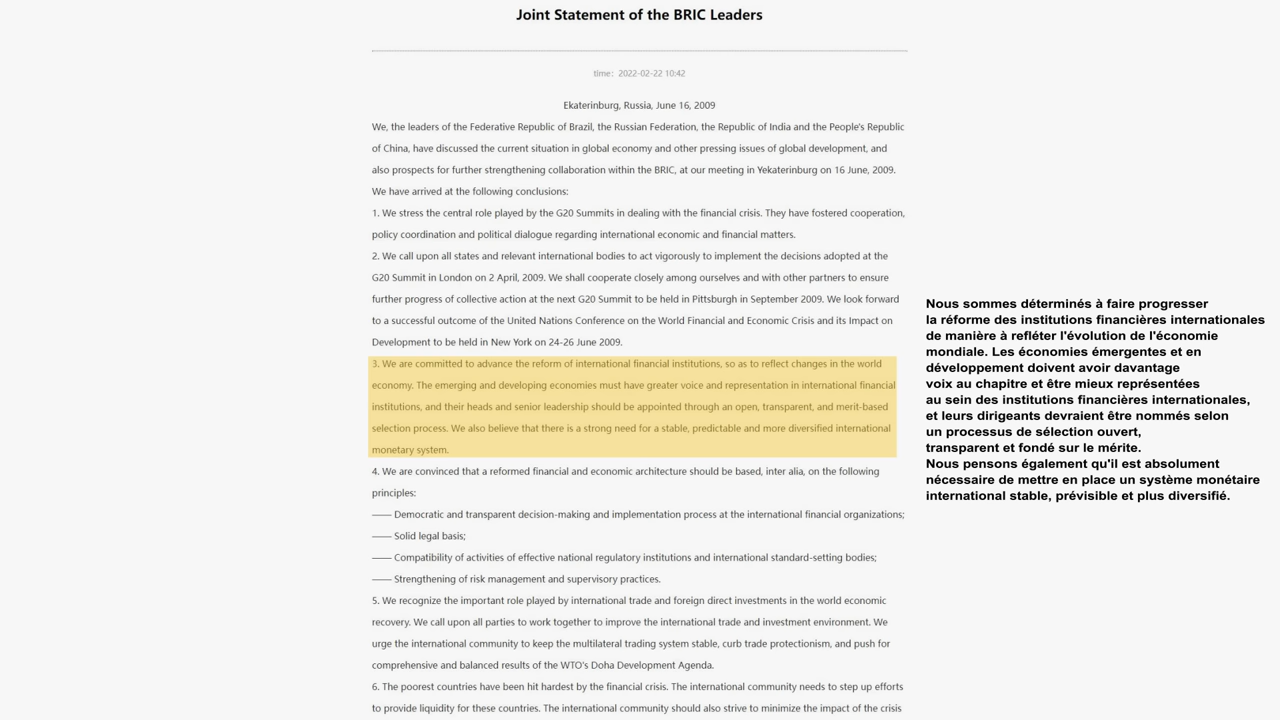 Joint Statement of the BRIC Leaders
time: 2022-02-22 10:42
Ekaterinburg, Russia, June 16, 2009
We, the leaders of the Federative Republic of Brazil, the Russian Federation, the Republic of India and the People's Republic
of China, have discussed the current situation in global economy and other pressing issues of global development, and
also prospects for further strengthening collaboration within the BRIC, at our meeting in Yekaterinburg on 16 June, 2009.
We have arrived at the following conclusions:
1. We stress the central role played by the G20 Summits in dealing with the financial crisis. They have fostered cooperation,
policy coordination and political dialogue regarding international economic and financial matters.
2. We call upon all states and relevant international bodies to act vigorously to implement the decisions adopted at the
G20 Summit in London on 2 April, 2009. We shall cooperate closely among ourselves and with other partners to ensure
further progress of collective action at the next G20 Summit to be held in Pittsburgh in September 2009. We look forward
to a successful outcome of the United Nations Conference on the World Financial and Economic Crisis and its Impact on
Development to be held in New York on 24-26 June 2009.
3. We are committed to advance the reform of international financial institutions, so as to reflect changes in the world
economy. The emerging and developing economies must have greater voice and representation in international financial
institutions, and their heads and senior leadership should be appointed through an open, transparent, and merit-based
selection process. We also believe that there is a strong need for a stable, predictable and more diversified international
monetary system.
4. We are convinced that a reformed financial and economic architecture should be based, inter alia, on the following
principles:
—— Democratic and transparent decision-making and implementation process at the international financial organizations;
—— Solid legal basis;
—— Compatibility of activities of effective national regulatory institutions and international standard-setting bodies;
—— Strengthening of risk management and supervisory practices.
5. We recognize the important role played by international trade and foreign direct investments in the world economic
recovery. We call upon all parties to work together to improve the international trade and investment environment. We
urge the international community to keep the multilateral trading system stable, curb trade protectionism, and push for
comprehensive and balanced results of the WTO's Doha Development Agenda.
6. The poorest countries have been hit hardest by the financial crisis. The international community needs to step up efforts
to provide liquidity for these countries. The international community should also strive to minimize the impact of the crisis
Nous sommes déterminés à faire progresser
la réforme des institutions financières internationales
de manière à refléter l'évolution de l'économie
mondiale. Les économies émergentes et en
développement doivent avoir davantage
voix au chapitre et être mieux représentées
au sein des institutions financières internationales,
et leurs dirigeants devraient être nommés selon
un processus de sélection ouvert,
transparent et fondé sur le mérite.
Nous pensons également qu'il est absolument
nécessaire de mettre en place un système monétaire
international stable, prévisible et plus diversifié.